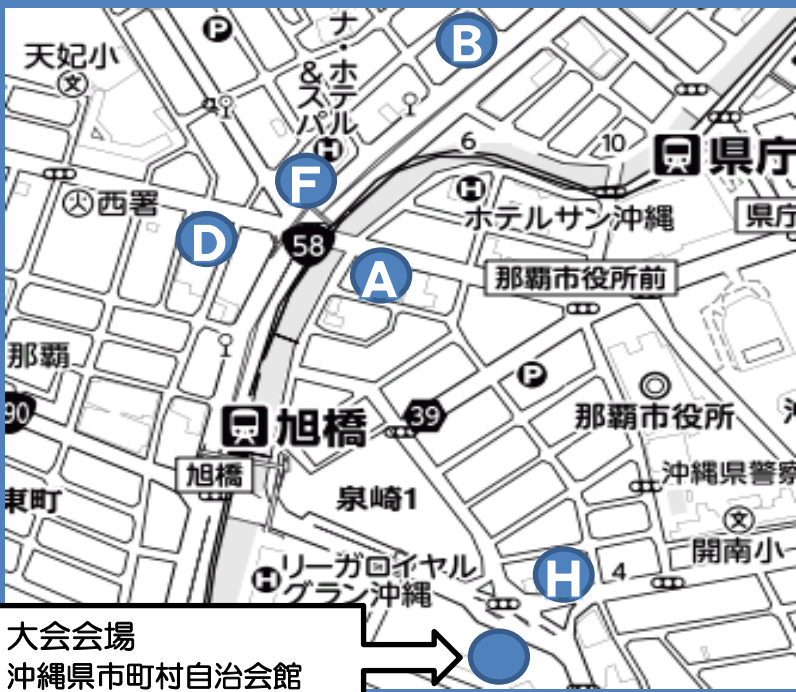 B
P
天妃小
文
ナ・ホテル
&スパル
H
6
10
県庁
F
H
西署
ホテルサン沖縄
県庁
D
58
A
那覇市役所前
那覇
P
90
39
那覇市役所
旭橋
沖
旭橋
沖縄県警察
東町
泉崎1
文
開南小
リーガロイヤル
グラン沖縄
H
H
4
大会会場
沖縄県市町村自治会館